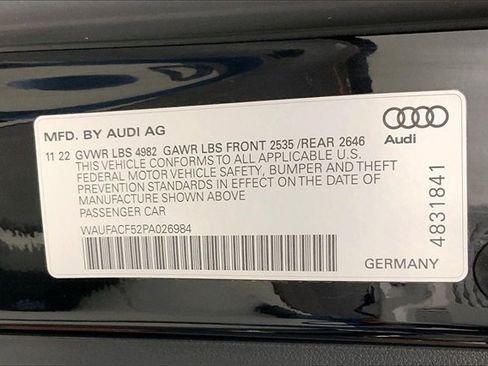 MFD. BY AUDI AG
11 22 GVWR LBS 4982 GAWR LBS FRONT 2535 /REAR 2646
THIS VEHICLE CONFORMS TO ALL APPLICABLE U.S.
FEDERAL MOTOR VEHICLE SAFETY, BUMPER AND THEFT
PREVENTION STANDARDS IN EFFECT ON THE DATE OF
MANUFACTURE SHOWN ABOVE
PASSENGER CAR
WAUFACF52PA026984
Audi
4831841
GERMANY